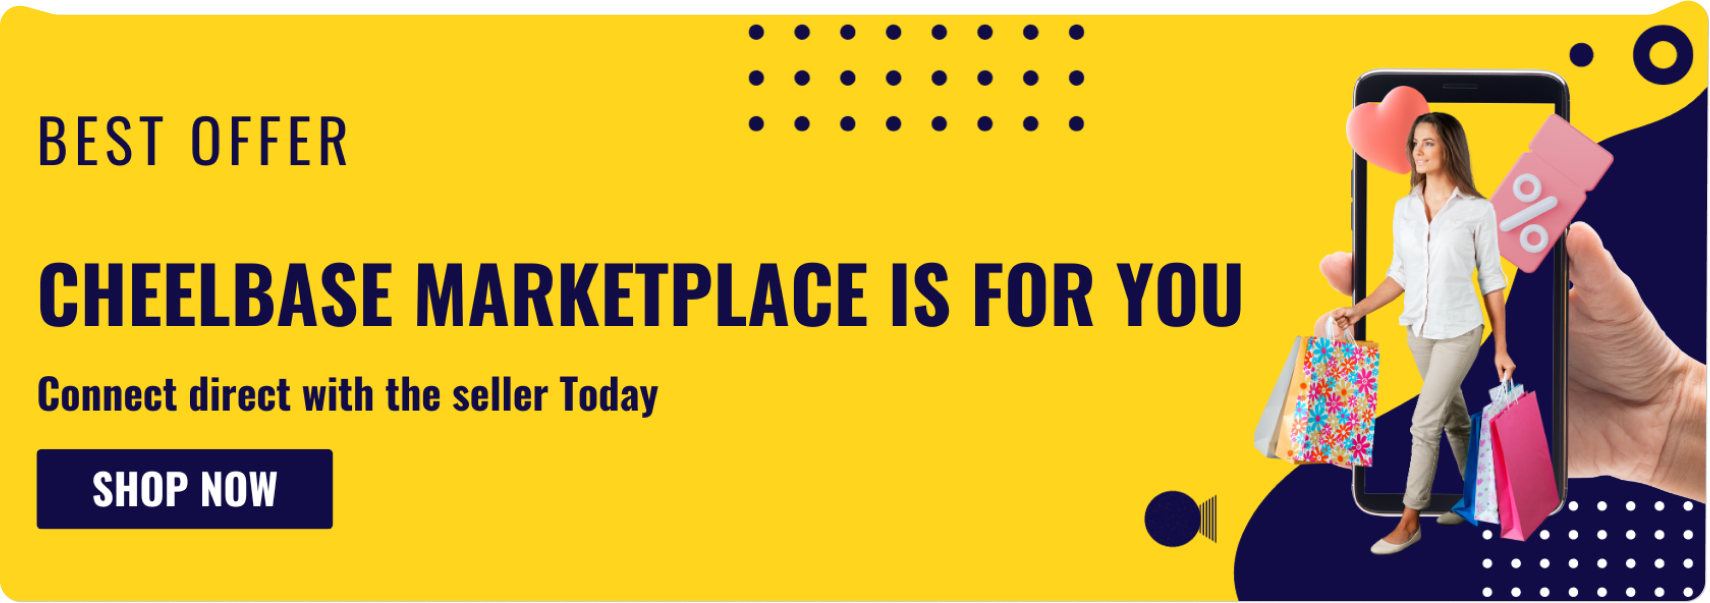 BEST OFFER
CHEELBASE MARKETPLACE IS FOR YOU
Connect direct with the seller Today
SHOP NOW
%